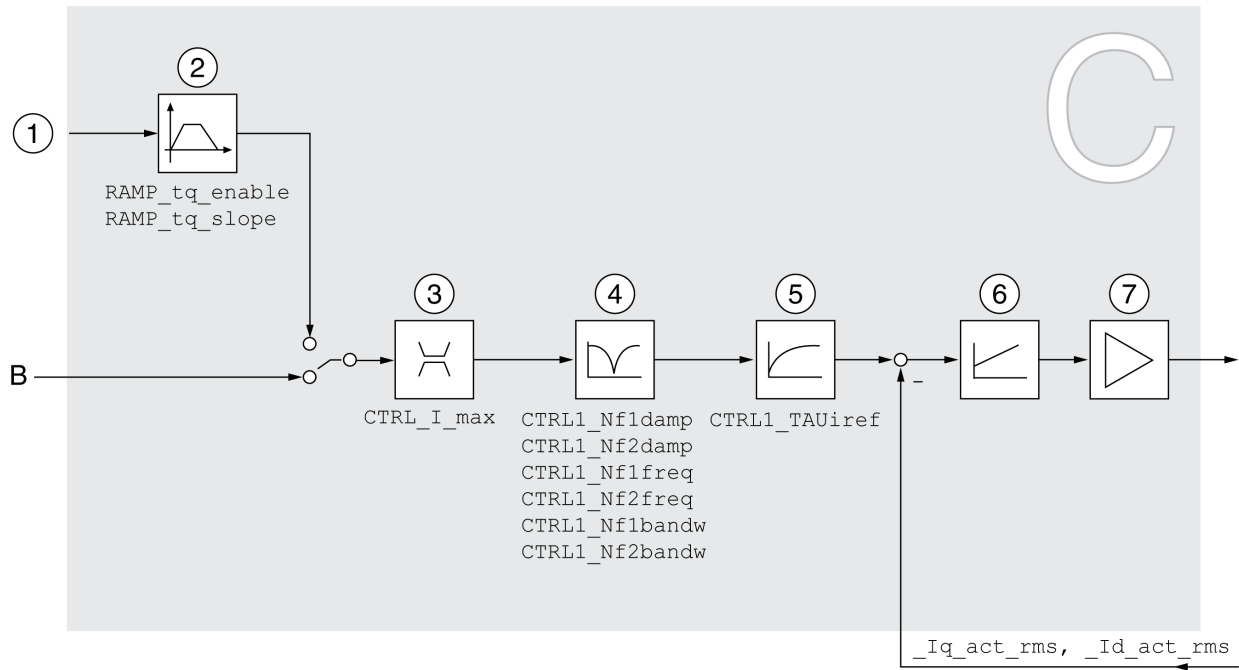 C
2
1
RAMP_tq_enable
RAMP_tq_slope
3
4
5
6
7
B
CTRL_I_max
CTRL1_Nf1damp
CTRL1_Nf2damp
CTRL1_Nf1freq
CTRL1_Nf2freq
CTRL1_Nf1bandw
CTRL1_Nf2bandw
CTRL1_TAUiref
_
_Iq_act_rms, _Id_act_rms